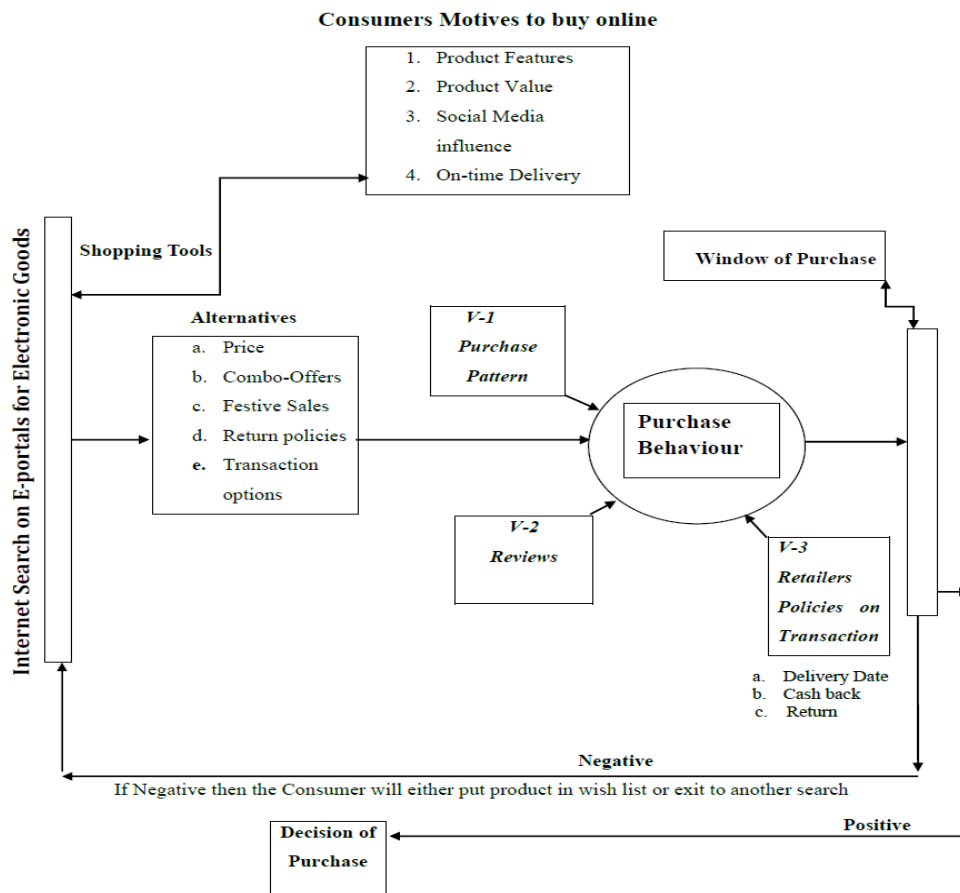 Consumers Motives to buy online
1. Product Features
2. Product Value
3. Social Media
influence
4. On-time Delivery
Internet Search on E-portals for Electronic Goods
Shopping Tools
Window of Purchase
Alternatives
a. Price
b. Combo-Offers
c. Festive Sales
d. Return policies
e. Transaction
options
V-1
Purchase
Pattern
Purchase
Behaviour
V-2
Reviews
V-3
Retailers
Policies on
Transaction
a. Delivery Date
b. Cash back
c. Return
Negative
If Negative then the Consumer will either put product in wish list or exit to another search
Positive
Decision of
Purchase